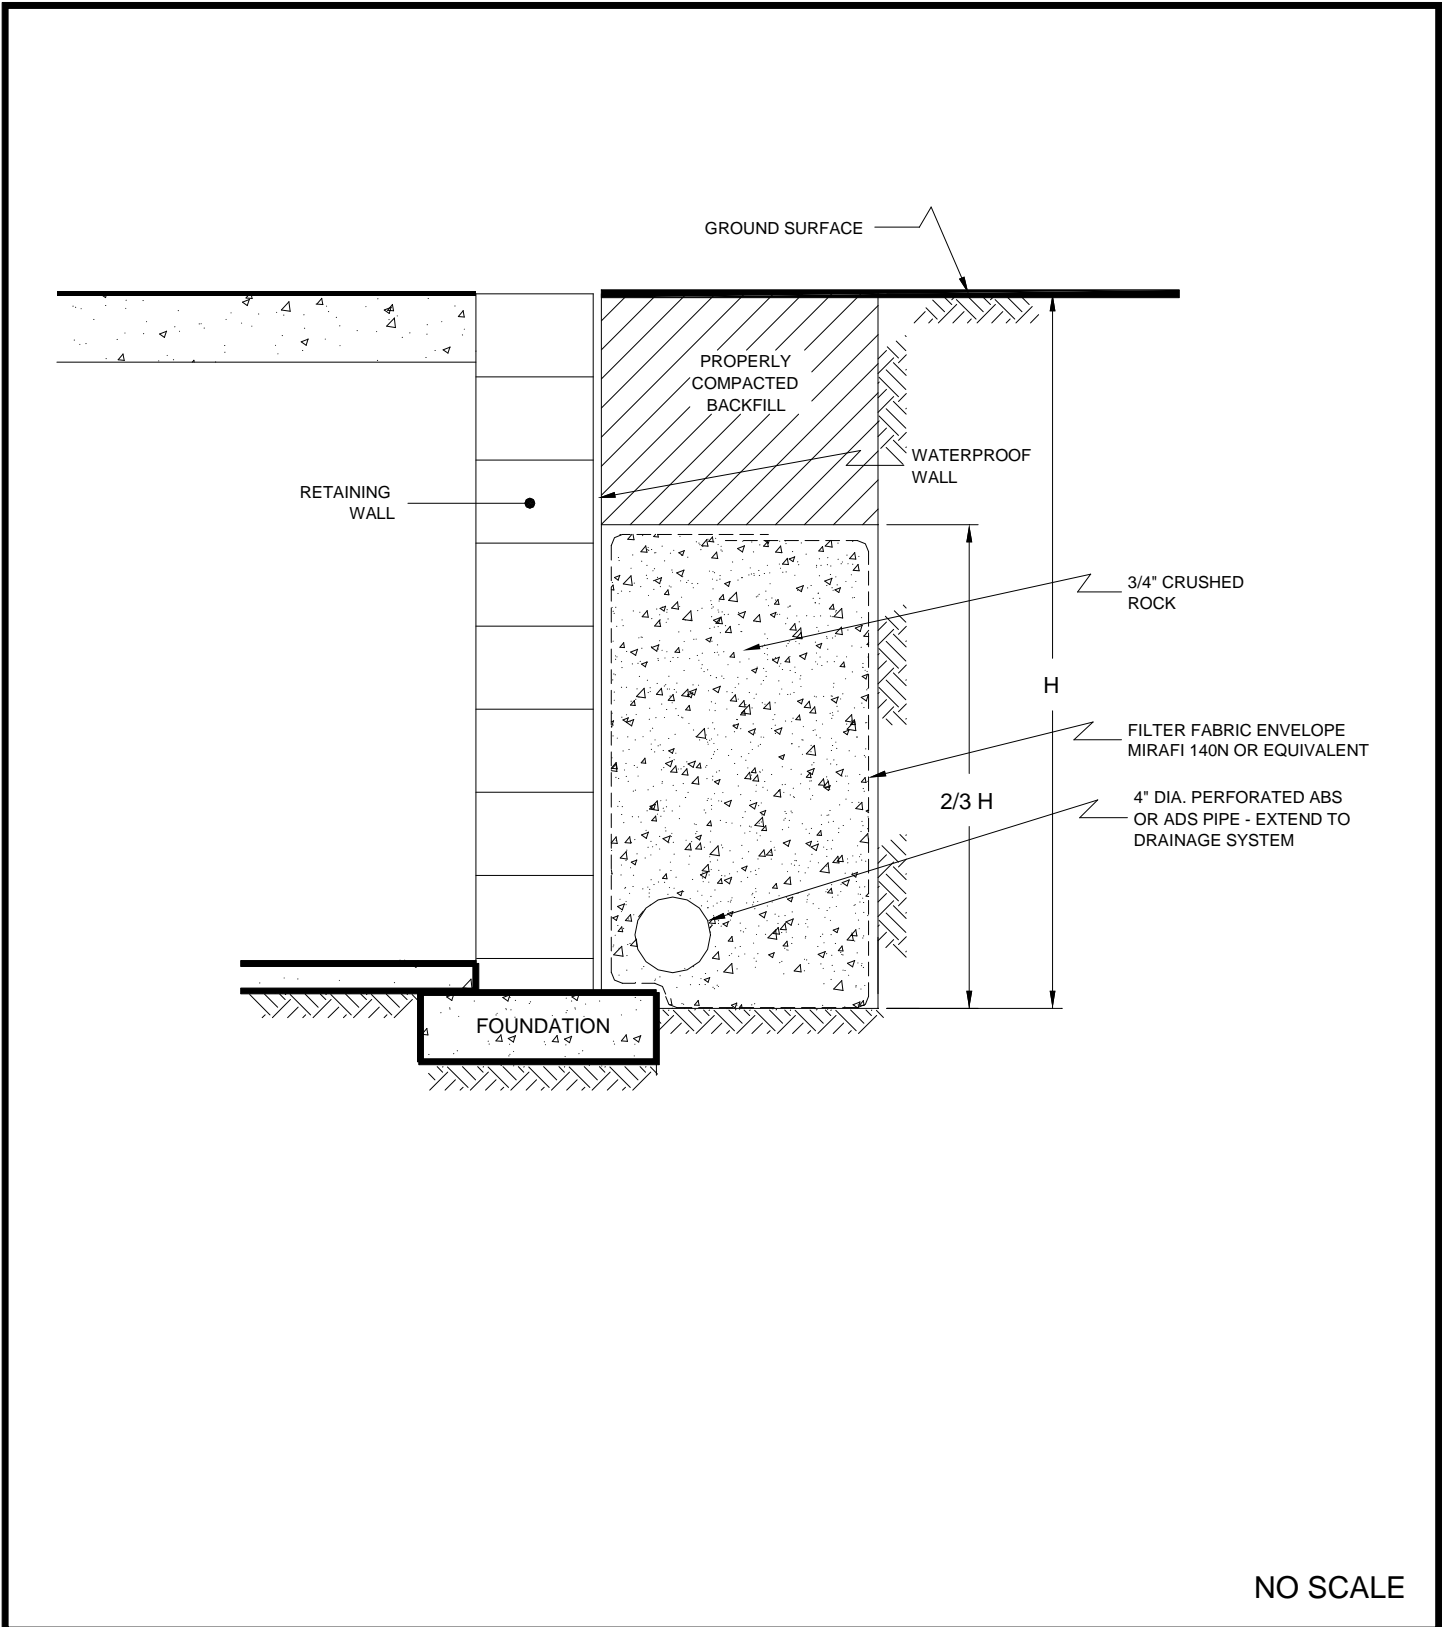 GROUND SURFACE
PROPERLY
COMPACTED
BACKFILL
WATERPROOF
WALL
RETAINING
WALL
3/4" CRUSHED
ROCK
H
FILTER FABRIC ENVELOPE
MIRAFI 140N OR EQUIVALENT
2/3 H
4" DIA. PERFORATED ABS
OR ADS PIPE - EXTEND TO
DRAINAGE SYSTEM
FOUNDATION
NO SCALE